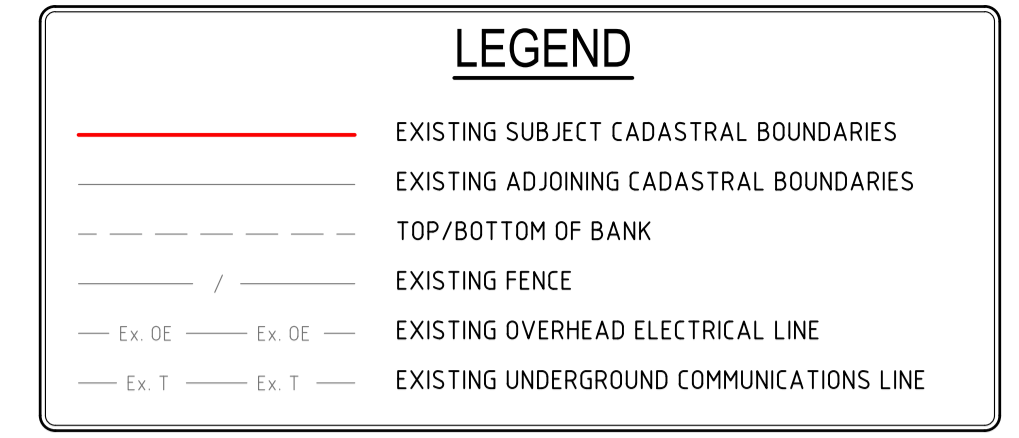 LEGEND
EXISTING SUBJECT CADASTRAL BOUNDARIES
EXISTING ADJOINING CADASTRAL BOUNDARIES
TOP/BOTTOM OF BANK
/ EXISTING FENCE
Ex. OE Ex. OE EXISTING OVERHEAD ELECTRICAL LINE
Ex. T Ex. T EXISTING UNDERGROUND COMMUNICATIONS LINE